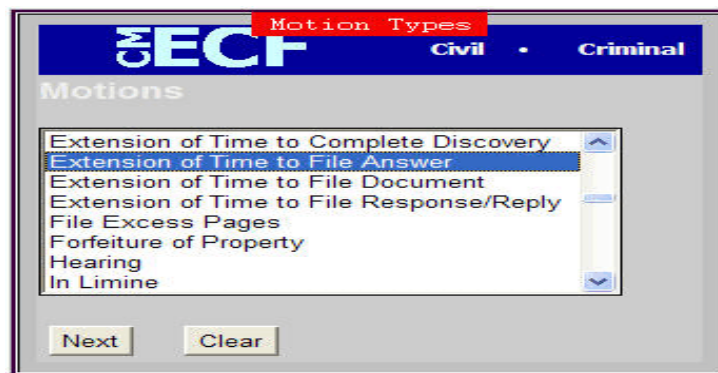 Motion Types
CM ECF Civil • Criminal
Motions
Extension of Time to Complete Discovery
Extension of Time to File Answer
Extension of Time to File Document
Extension of Time to File Response/Reply
File Excess Pages
Forfeiture of Property
Hearing
In Limine
Next Clear